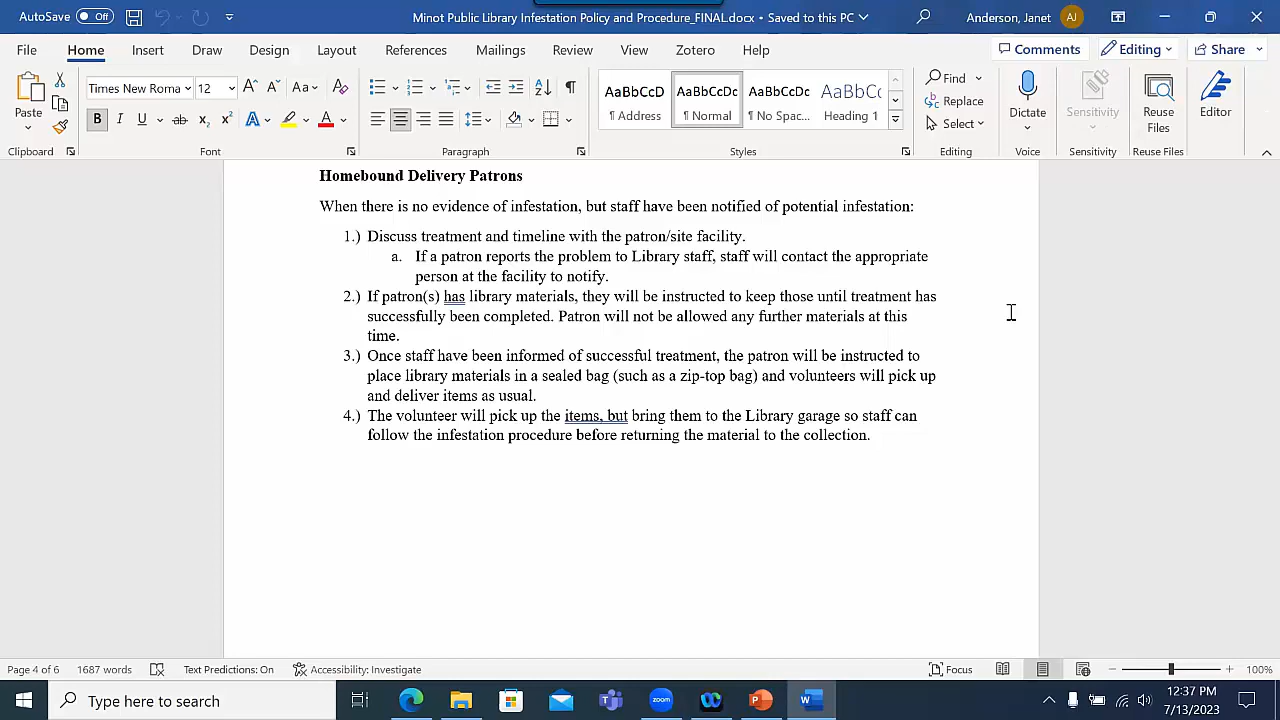 AutoSave Off
Minot Public Library Infestation Policy and Procedure_FINAL.docx • Saved to this PC
Anderson, Janet AJ
File Home Insert Draw Design Layout References Mailings Review View Zotero Help
Comments Editing Share
Times New Roma 12
Aa
Paste
B I U ab x₂ x² A A
AaBbCcD AaBbCcDc AaBbCcDc AaBbCc
¶ Address ¶ Normal ¶ No Spac... Heading 1
Find
Replace
Select
Dictate
Sensitivity
Reuse
Files
Editor
Clipboard Font Paragraph Styles Editing Voice Sensitivity Reuse Files
Homebound Delivery Patrons
When there is no evidence of infestation, but staff have been notified of potential infestation:
1.) Discuss treatment and timeline with the patron/site facility.
a. If a patron reports the problem to Library staff, staff will contact the appropriate
person at the facility to notify.
2.) If patron(s) has library materials, they will be instructed to keep those until treatment has
successfully been completed. Patron will not be allowed any further materials at this
time.
3.) Once staff have been informed of successful treatment, the patron will be instructed to
place library materials in a sealed bag (such as a zip-top bag) and volunteers will pick up
and deliver items as usual.
4.) The volunteer will pick up the items, but bring them to the Library garage so staff can
follow the infestation procedure before returning the material to the collection.
Page 4 of 6 1687 words Text Predictions: On Accessibility: Investigate Focus 100%
Type here to search
zoom
12:37 PM
7/13/2023